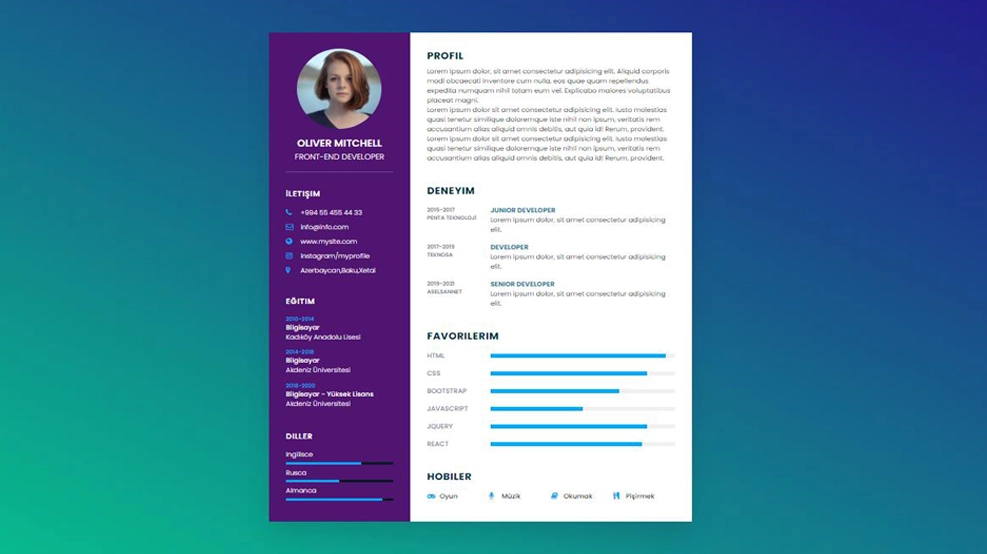 OLIVER MITCHELL
FRONT-END DEVELOPER
İLETIŞIM
+994 55 455 44 33
info@info.com
www.mysite.com
instagram/myprofile
Azerbaycan,Baku,Xetai
EĞITIM
2010-2014
Bilgisayar
Kadıköy Anadolu Lisesi
2014-2018
Bilgisayar
Akdeniz Üniversitesi
2018-2020
Bilgisayar - Yüksek Lisans
Akdeniz Üniversitesi
DILLER
Ingilisce
Rusca
Almanca
PROFIL
Lorem ipsum dolor, sit amet consectetur adipisicing elit. Aliquid corporis
modi obcaecati inventore cum nulla, eos quae quam repellendus
expedita numquam nihil totam eum vel. Explicabo maiores voluptatibus
placeat magni.
Lorem ipsum dolor sit amet consectetur adipisicing elit. Iusto molestias
quas tenetur similique doloremque iste nihil non ipsum, veritatis rem
accusantium alias omnis debitis, aut quia id! Rerum, provident.
Lorem ipsum dolor sit amet consectetur adipisicing elit. Iusto molestias
quas tenetur similique doloremque iste nihil non ipsum, veritatis rem
accusantium alias omnis debitis, aut quia id! Rerum, provident.
DENEYIM
2015-2017
PENTA TEKNOLOJİ
JUNIOR DEVELOPER
Lorem ipsum dolor, sit amet consectetur adipisicing
elit.
2017-2019
TEKNOSA
DEVELOPER
Lorem ipsum dolor, sit amet consectetur adipisicing
elit.
2019-2021
ASELSANNET
SENIOR DEVELOPER
Lorem ipsum dolor, sit amet consectetur adipisicing
elit.
FAVORILERIM
HTML
CSS
BOOTSTRAP
JAVASCRIPT
JQUERY
REACT
HOBILER
Oyun Müzik Okumak Pişirmek